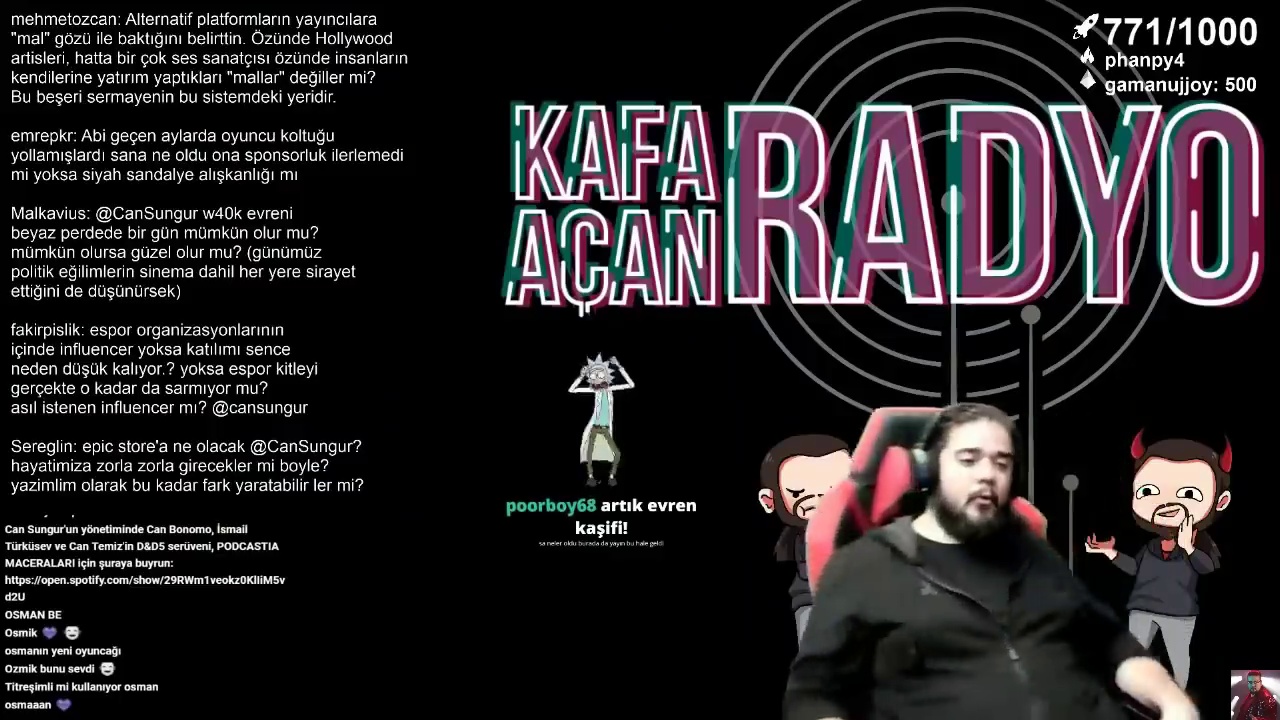 mehmetozcan: Alternatif platformların yayıncılara
"mal" gözü ile baktığını belirttin. Özünde Hollywood
artisleri, hatta bir çok ses sanatçısı özünde insanların
kendilerine yatırım yaptıkları "mallar" değiller mi?
Bu beşeri sermayenin bu sistemdeki yeridir.
emrepkr: Abi geçen aylarda oyuncu koltuğu
yollamışlardı sana ne oldu ona sponsorluk ilerlemedi
mi yoksa siyah sandalye alışkanlığı mı
Malkavius: @CanSungur w40k evreni
beyaz perdede bir gün mümkün olur mu?
mümkün olursa güzel olur mu? (günümüz
politik eğilimlerin sinema dahil her yere sirayet
ettiğini de düşünürsek)
fakirpislik: espor organizasyonlarının
içinde influencer yoksa katılımı sence
neden düşük kalıyor.? yoksa espor kitleyi
gerçekte o kadar da sarmıyor mu?
asıl istenen influencer mı? @cansungur
Sereglin: epic store'a ne olacak @CanSungur?
hayatimiza zorla zorla girecekler mi boyle?
yazimlim olarak bu kadar fark yaratabilir ler mi?
Can Sungur'un yönetiminde Can Bonomo, İsmail
Türküsev ve Can Temiz'in D&D5 serüveni, PODCASTIA
MACERALARI için şuraya buyrun:
https://open.spotify.com/show/29RWm1veokz0KlliM5v
d2U
OSMAN BE
Osmik
osmanın yeni oyuncağı
Ozmik bunu sevdi
Titreşimli mi kullanıyor osman
osmaaan
771/1000
phanpy4
gamanujjoy: 500
KAFA
AÇAN
RADYO
poorboy68 artık evren
kaşifi!
sa neler oldu burada da yayın bu hale geldi